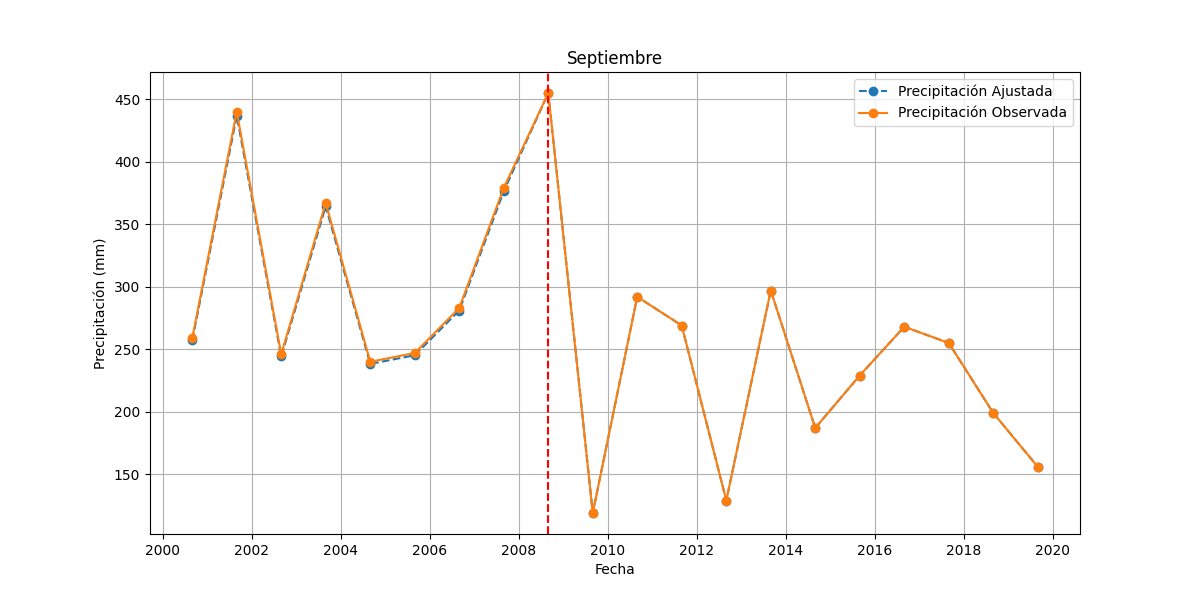 Septiembre
Precipitación Ajustada
Precipitación Observada
Precipitación (mm)
450
400
350
300
250
200
150
2000 2002 2004 2006 2008 2010 2012 2014 2016 2018 2020
Fecha